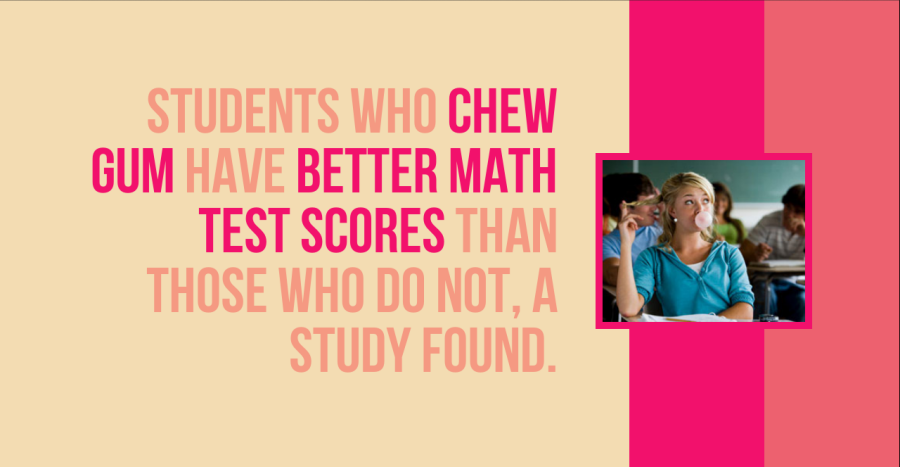 STUDENTS WHO CHEW
GUM HAVE BETTER MATH
TEST SCORES THAN
THOSE WHO DO NOT, A
STUDY FOUND.